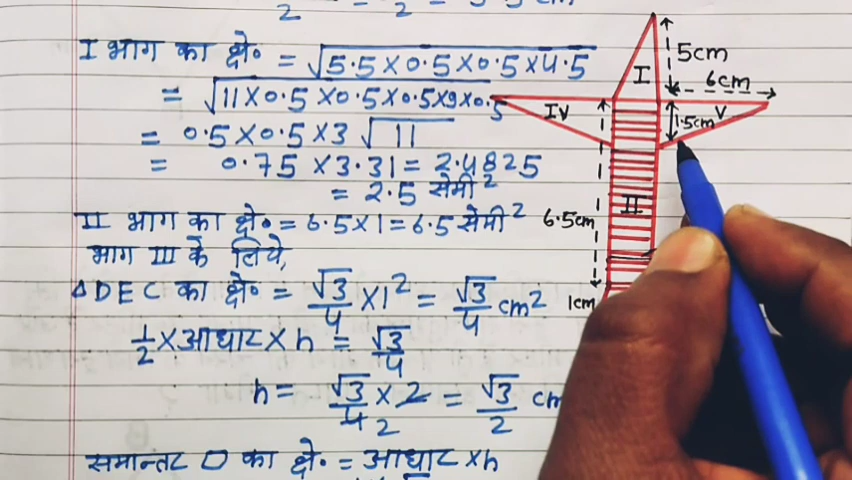 I भाग का क्षे० = √5.5×0.5×0.5×4.5
= √11×0.5×0.5×0.5×9×0.5
= 0.5×0.5×3√11
= 0.75×3.31 = 2.4825
= 2.5 सेमी²
II भाग का क्षे० = 6.5×1 = 6.5 सेमी²
भाग III के लिये,
△DEC का क्षे० = √3/4 ×1² = √3/4 cm²
1/2 × आधार × h = √3/4
h = √3/4 × 2 = √3/2 cm
2
समान्तर ▱ का क्षे० = आधार × h
I
5cm
6cm
IV
V
1.5cm
II
6.5cm
1cm